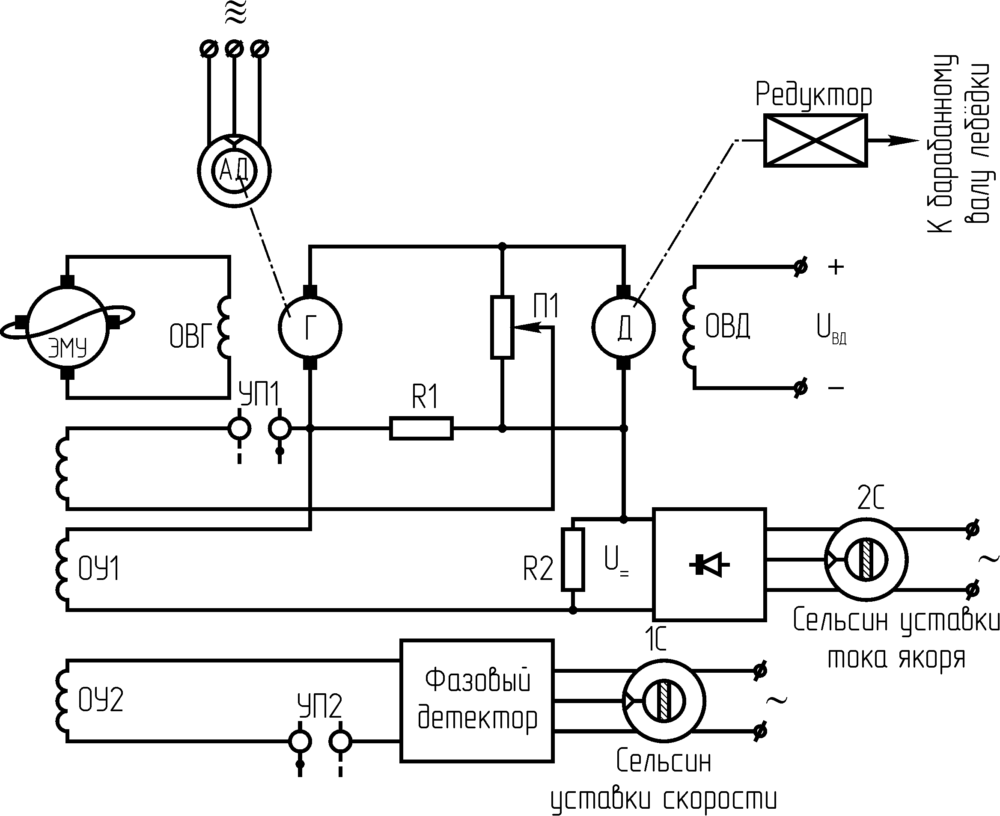 АД
Редуктор
К барабанному
валу лебёдки
+
ЭМУ
ОВГ
Г
П1
Д
ОВД
Uвд
–
УП1
R1
2С
~
ОУ1
R2
U=
Сельсин уставки
тока якоря
1С
Фазовый
детектор
~
ОУ2
УП2
Сельсин
уставки скорости